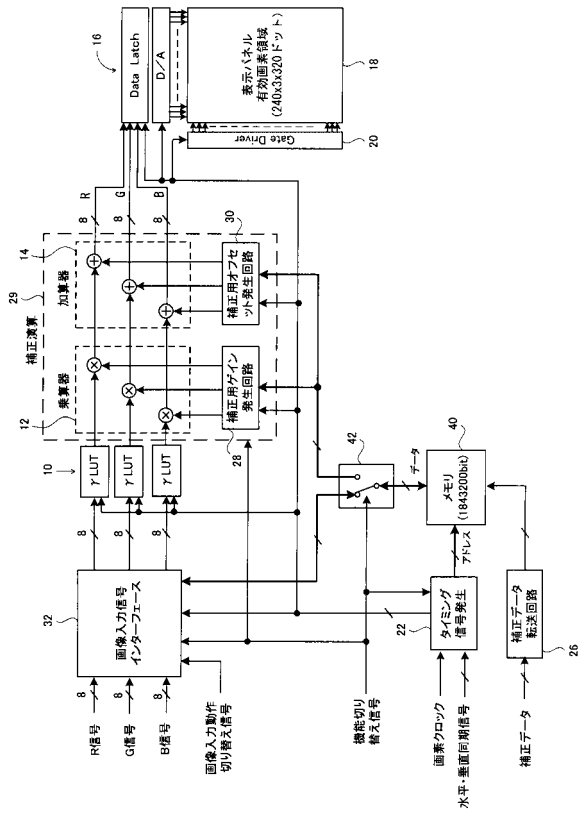 R信号
G信号
B信号
8
8
8
画像入力動作
切り替え信号
32
画像入力信号
インターフェース
8
8
8
10
γLUT
γLUT
γLUT
29
補正演算
12
乗算器
14
加算器
28
補正用ゲイン
発生回路
30
補正用オフセ
ット発生回路
8
R
8
G
8
B
16
Data Latch
D/A
表示パネル
有効画素領域
(240x3x320ドット)
18
Gate Driver
20
機能切り
替え信号
42
データ
画素クロック
水平・垂直同期信号
22
タイミング
信号発生
アドレス
40
メモリ
(1843200bit)
補正データ
補正データ
転送回路
26